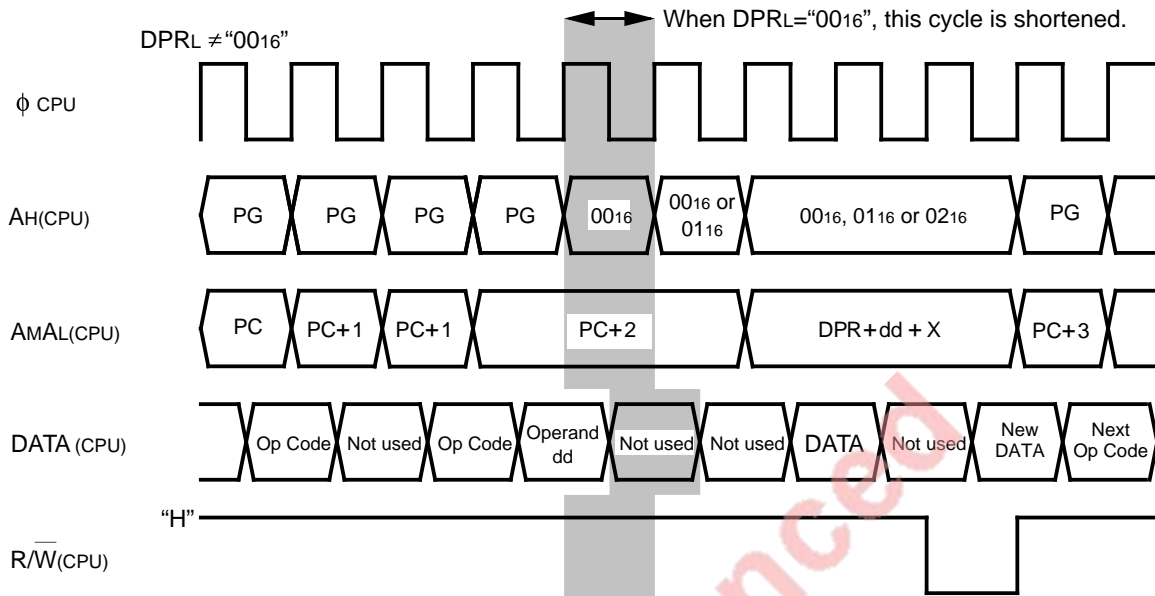 When DPRL="0016", this cycle is shortened.
DPRL ≠ "0016"
ϕ CPU
AH(CPU) PG PG PG PG 0016 0016 or 0116 0016, 0116 or 0216 PG
AMAL(CPU) PC PC+1 PC+1 PC+2 DPR+dd + X PC+3
DATA (CPU) Op Code Not used Op Code Operand dd Not used Not used DATA Not used New DATA Next Op Code
"H"
R/W̅(CPU)